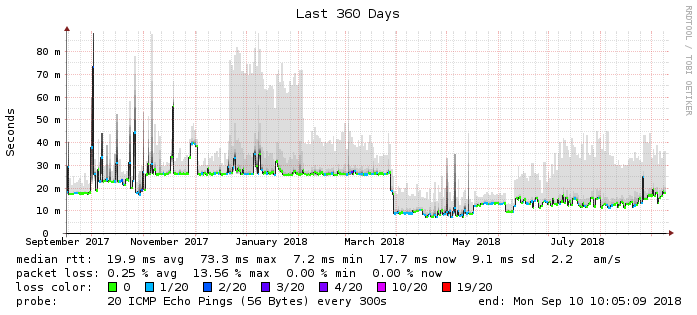 Last 360 Days
RRDTOOL / TOBI OETIKER
Seconds
80 m
70 m
60 m
50 m
40 m
30 m
20 m
10 m
0
September 2017 November 2017 January 2018 March 2018 May 2018 July 2018
median rtt: 19.9 ms avg 73.3 ms max 7.2 ms min 17.7 ms now 9.1 ms sd 2.2 am/s
packet loss: 0.25 % avg 13.56 % max 0.00 % min 0.00 % now
loss color: 0 1/20 2/20 3/20 4/20 10/20 19/20
probe: 20 ICMP Echo Pings (56 Bytes) every 300s end: Mon Sep 10 10:05:09 2018